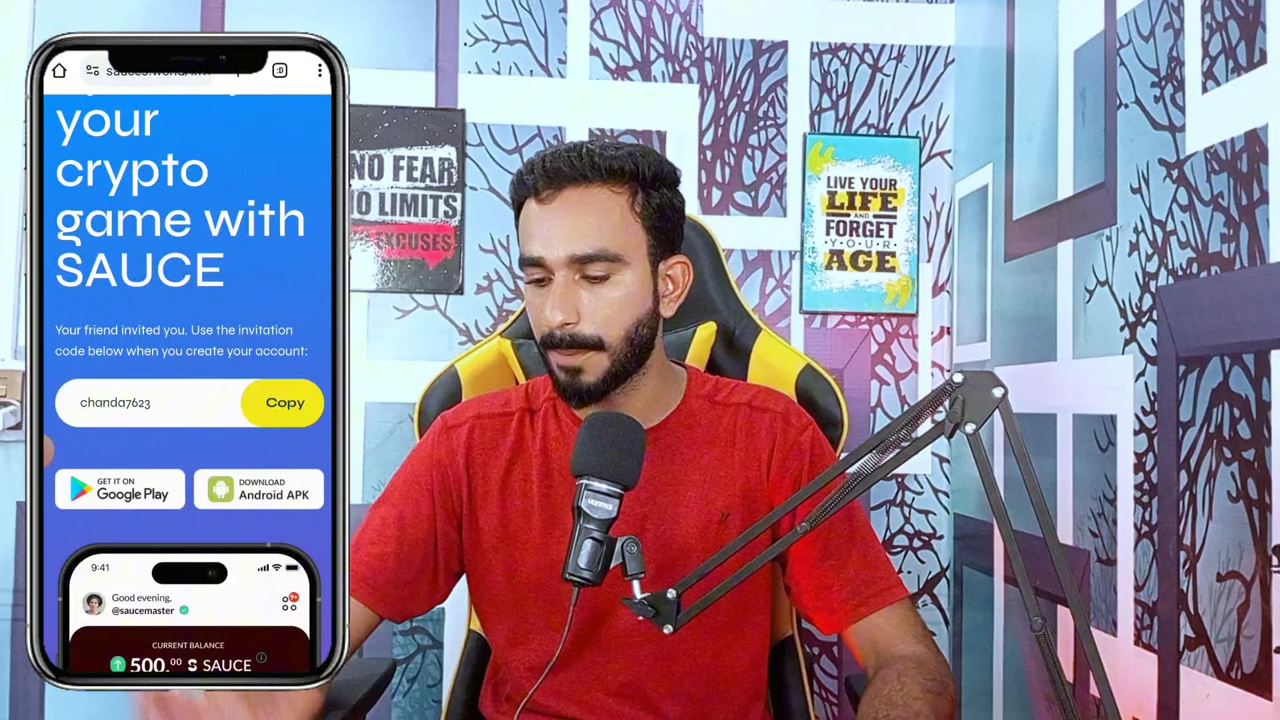 your
crypto
game with
SAUCE
Your friend invited you. Use the invitation
code below when you create your account:
chanda7623
Copy
GET IT ON
Google Play
DOWNLOAD
Android APK
9:41
Good evening,
@saucemaster
9+
CURRENT BALANCE
500.00 SAUCE
NO FEAR
NO LIMITS
EXCUSES
LIVE YOUR
LIFE
AND
FORGET
YOUR
AGE